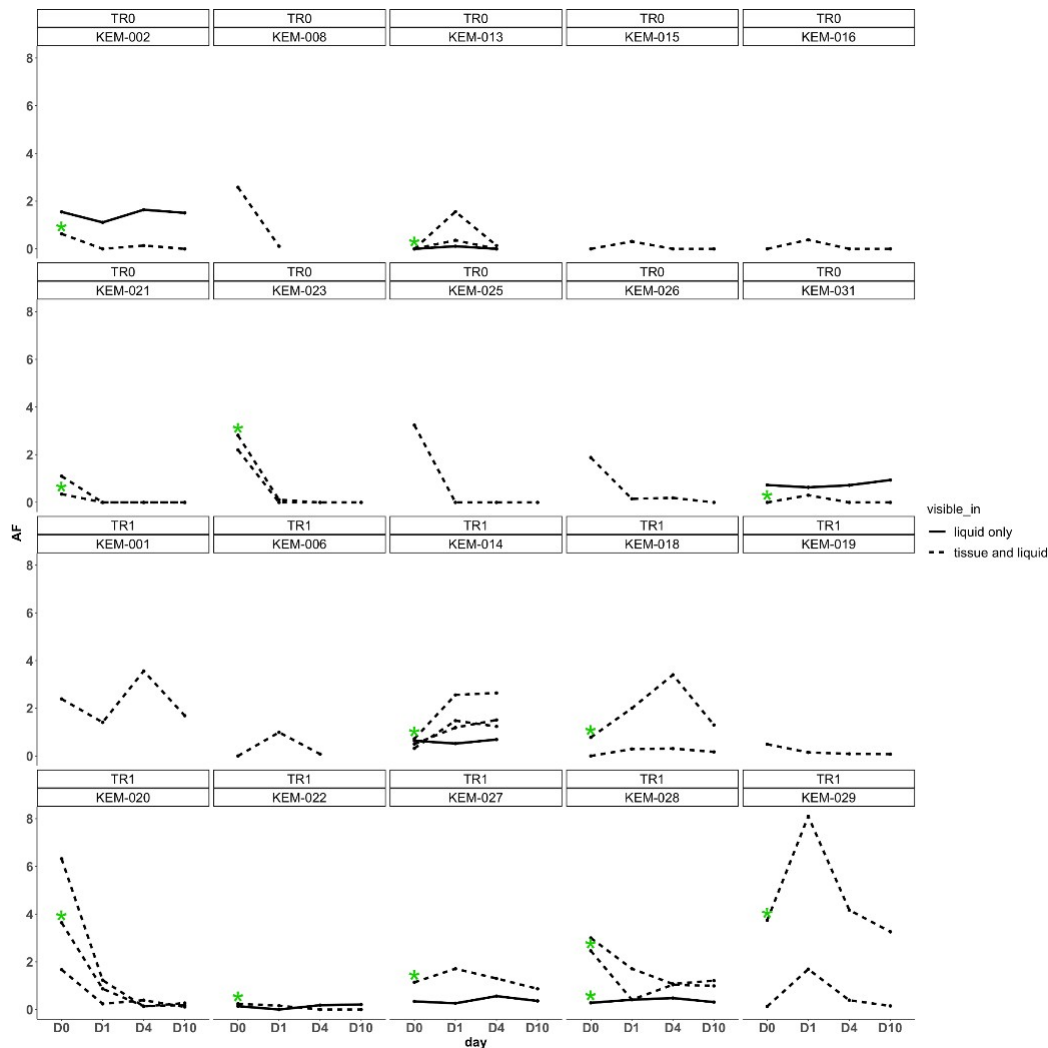 TR0 TR0 TR0 TR0 TR0
KEM-002 KEM-008 KEM-013 KEM-015 KEM-016
8
6
4
2
0
TR0 TR0 TR0 TR0 TR0
KEM-021 KEM-023 KEM-025 KEM-026 KEM-031
8
6
4
2
0
AF
visible_in
liquid only
tissue and liquid
TR1 TR1 TR1 TR1 TR1
KEM-001 KEM-006 KEM-014 KEM-018 KEM-019
8
6
4
2
0
TR1 TR1 TR1 TR1 TR1
KEM-020 KEM-022 KEM-027 KEM-028 KEM-029
8
6
4
2
0
D0 D1 D4 D10 D0 D1 D4 D10 D0 D1 D4 D10 D0 D1 D4 D10 D0 D1 D4 D10
day